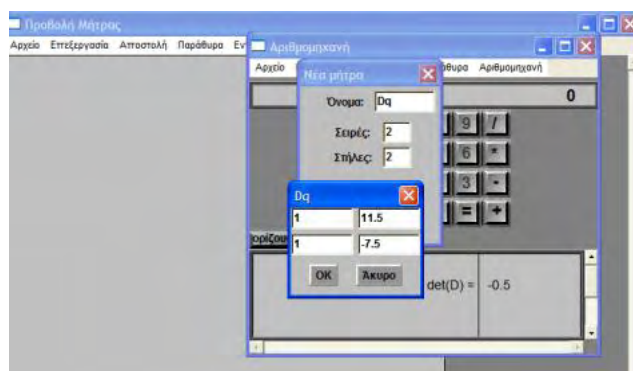 Προβολή Μήτρας
Αρχείο Επεξεργασία Αποστολή Παράθυρα
Αριθμομηχανή
Αρχείο Αριθμομηχανή
Νέα μήτρα
0
Όνομα: Dq
Σειρές: 2
Στήλες: 2
9 /
6 *
3 -
= +
Dq
1 11.5
1 -7.5
OK Άκυρο
det(D) = -0.5